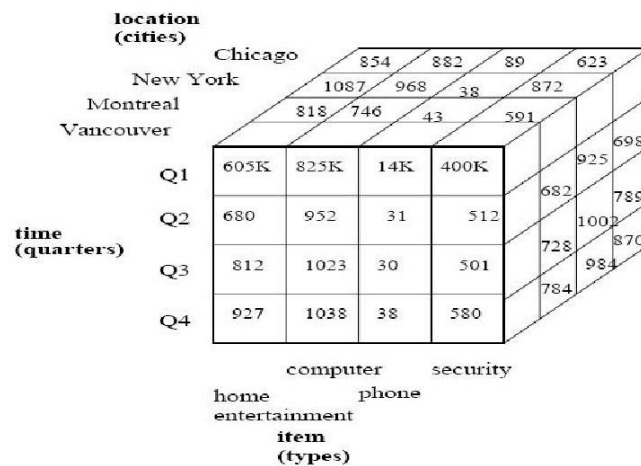 location
(cities)
Chicago 854 882 89 623
New York 1087 968 38 872
Montreal 818 746 43 591
Vancouver
Q1 605K 825K 14K 400K 682 925 698
Q2 680 952 31 512 728 1002 789
Q3 812 1023 30 501 784 984 870
Q4 927 1038 38 580
time
(quarters)
computer security
home phone
entertainment
item
(types)